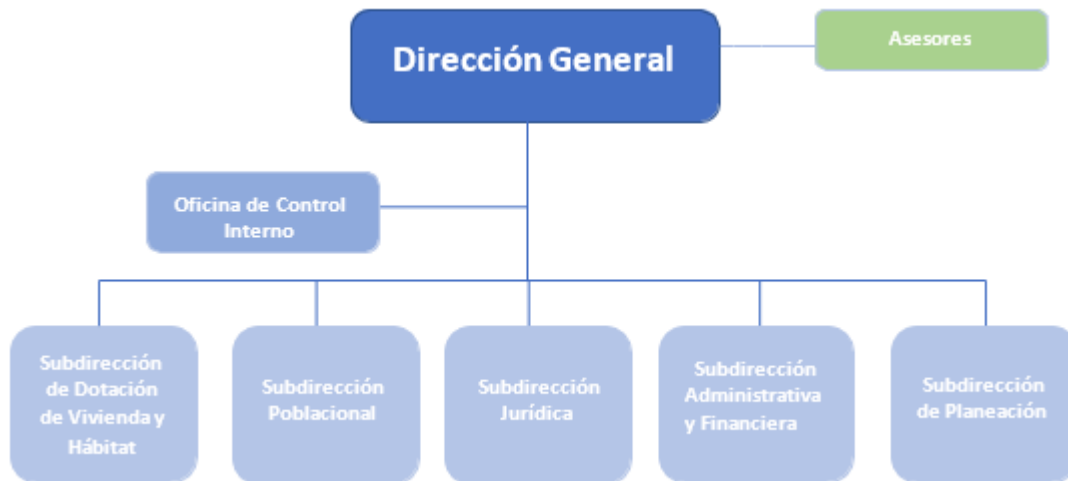 Dirección General
Asesores
Oficina de Control
Interno
Subdirección
de Dotación
de Vivienda y
Hábitat
Subdirección
Poblacional
Subdirección
Jurídica
Subdirección
Administrativa
y Financiera
Subdirección
de Planeación